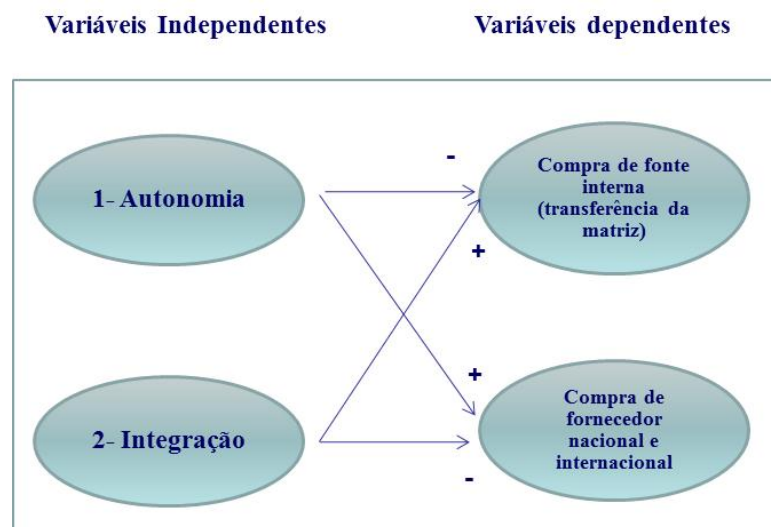 Variáveis Independentes
Variáveis dependentes
1- Autonomia
-
Compra de fonte
interna
(transferência da
matriz)
+
+
2- Integração
Compra de
fornecedor
nacional e
internacional
-